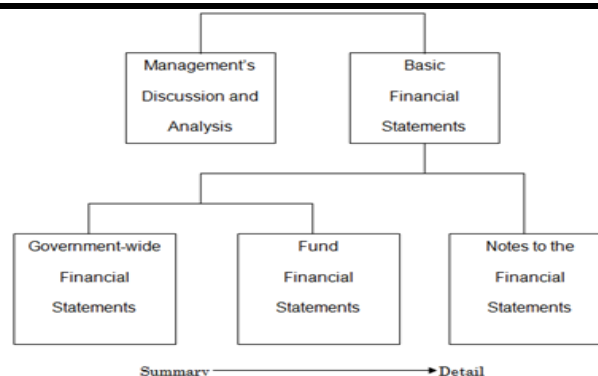 Management's
Discussion and
Analysis
Basic
Financial
Statements
Government-wide
Financial
Statements
Fund
Financial
Statements
Notes to the
Financial
Statements
Summary
Detail